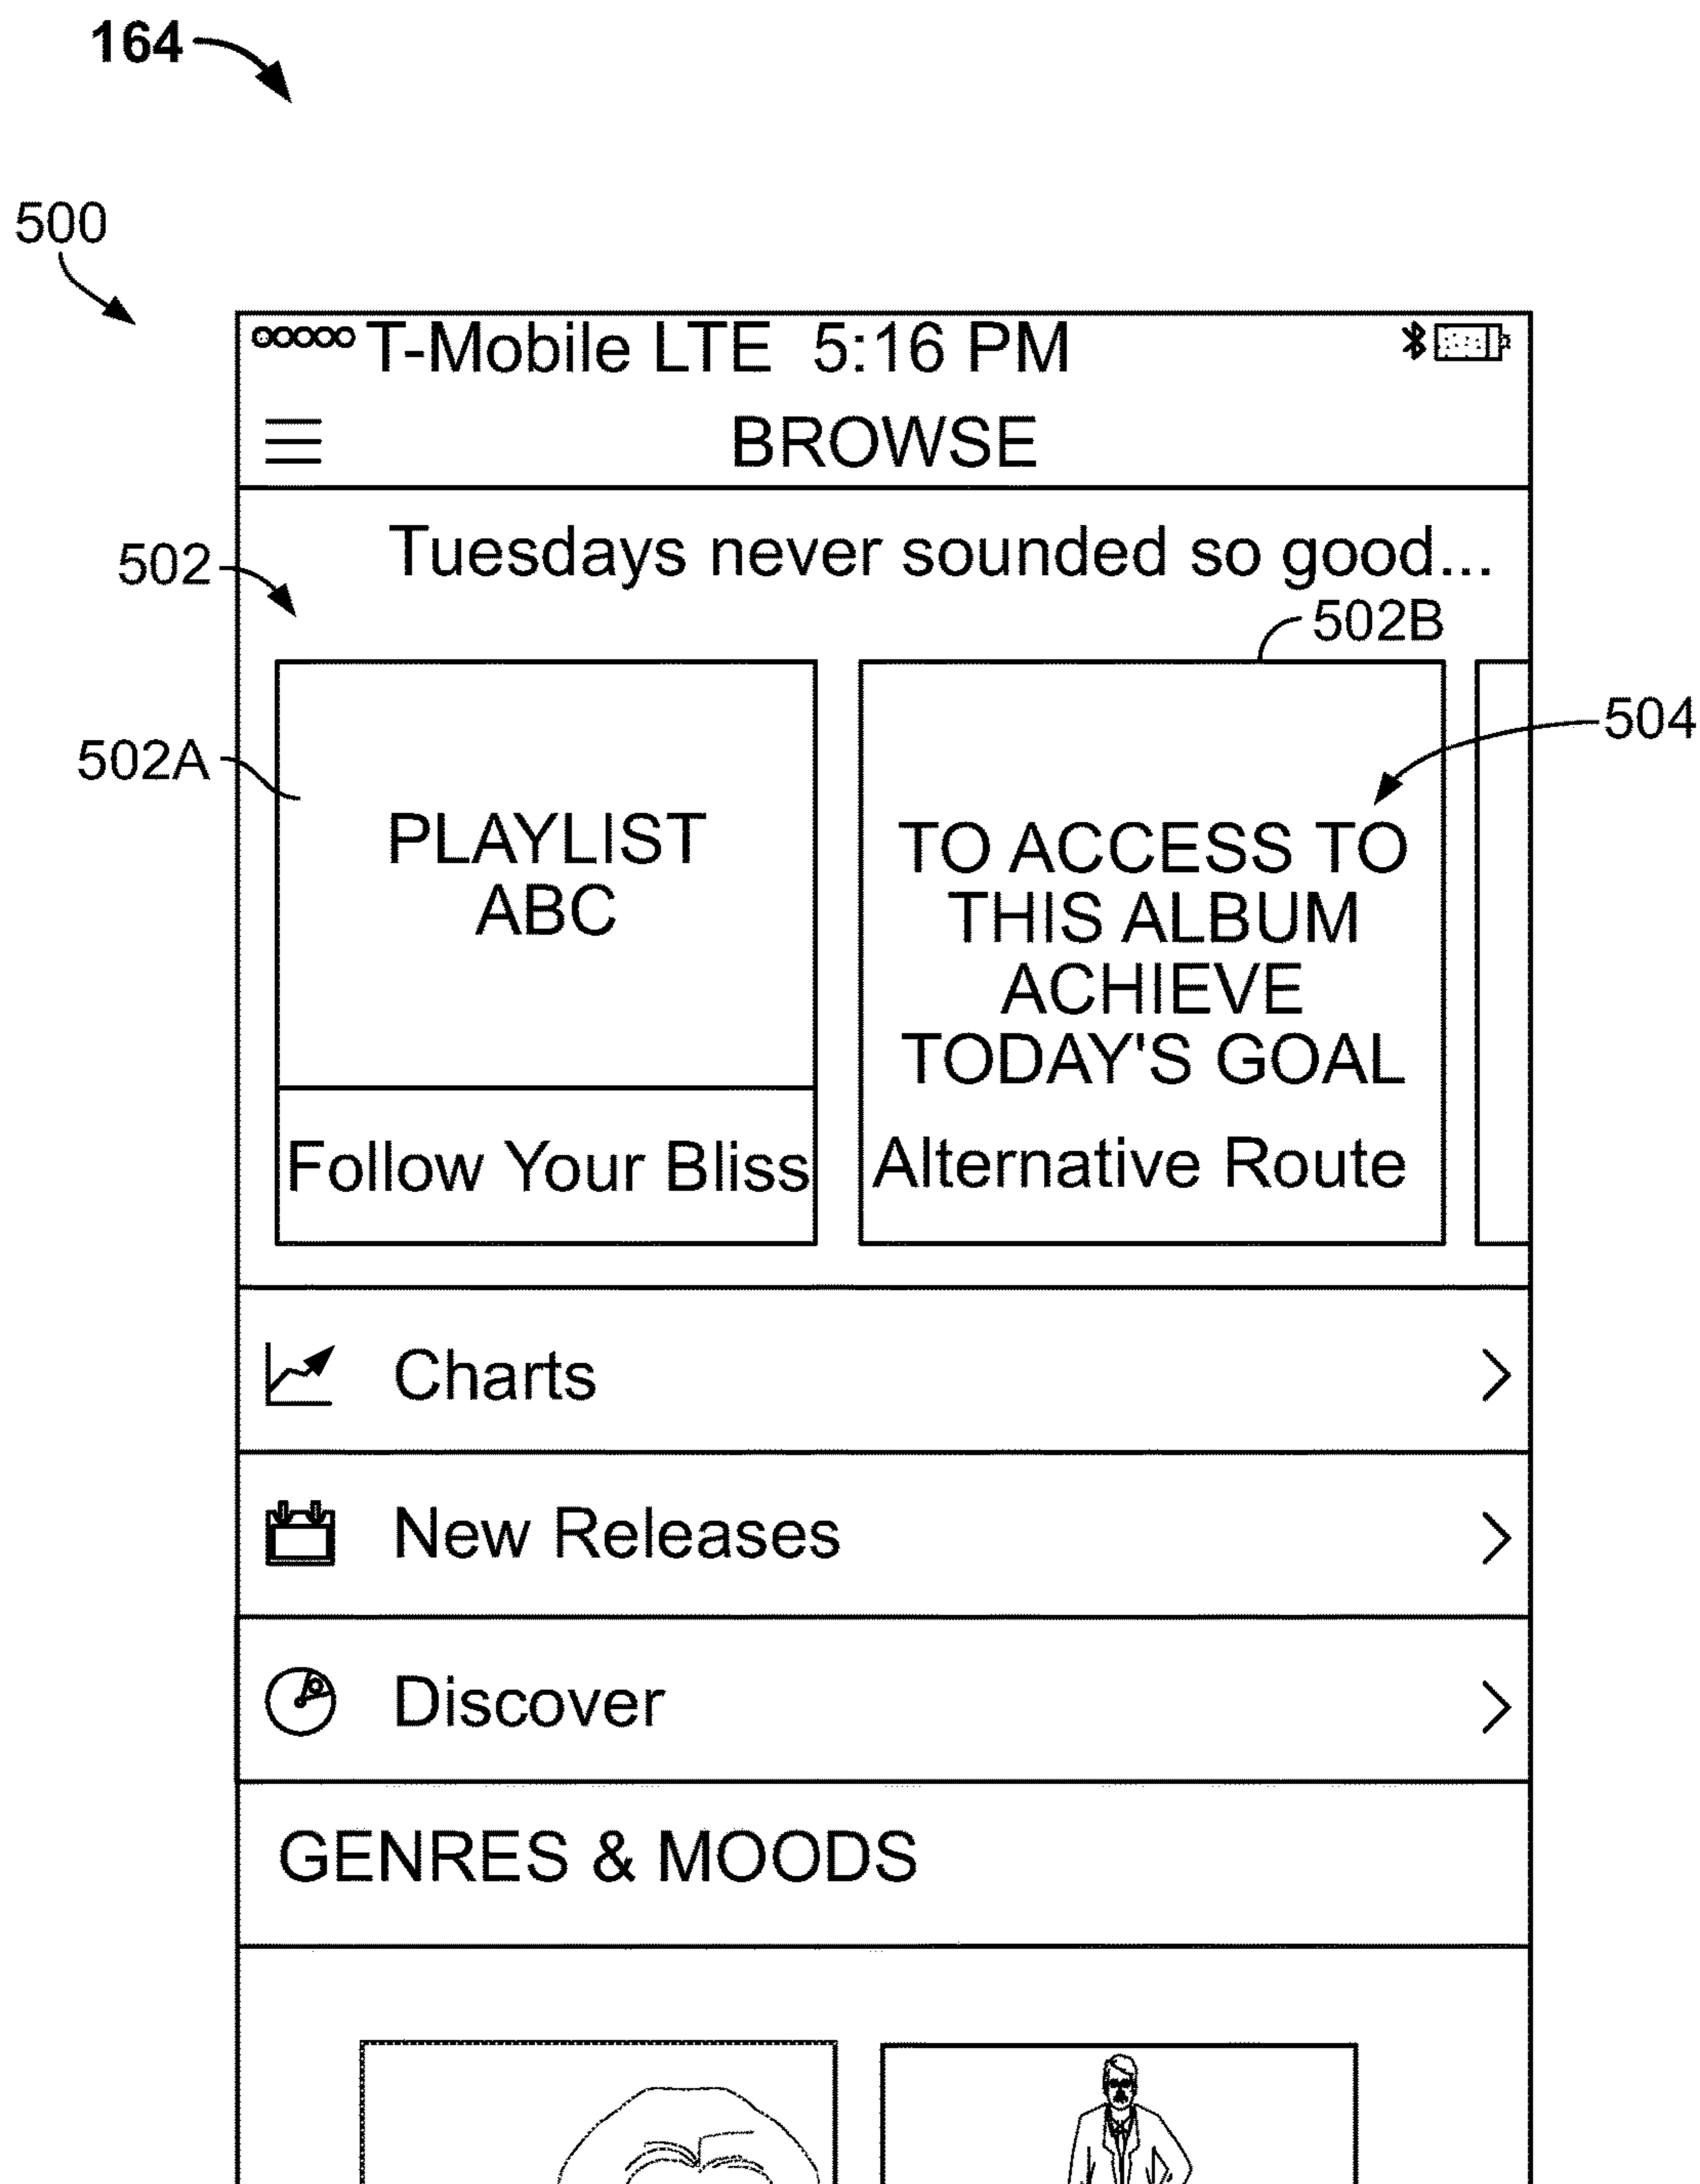 164
500
T-Mobile LTE 5:16 PM
BROWSE
502
Tuesdays never sounded so good...
502B
504
502A
PLAYLIST
ABC
Follow Your Bliss
TO ACCESS TO
THIS ALBUM
ACHIEVE
TODAY'S GOAL
Alternative Route
Charts
New Releases
Discover
GENRES & MOODS